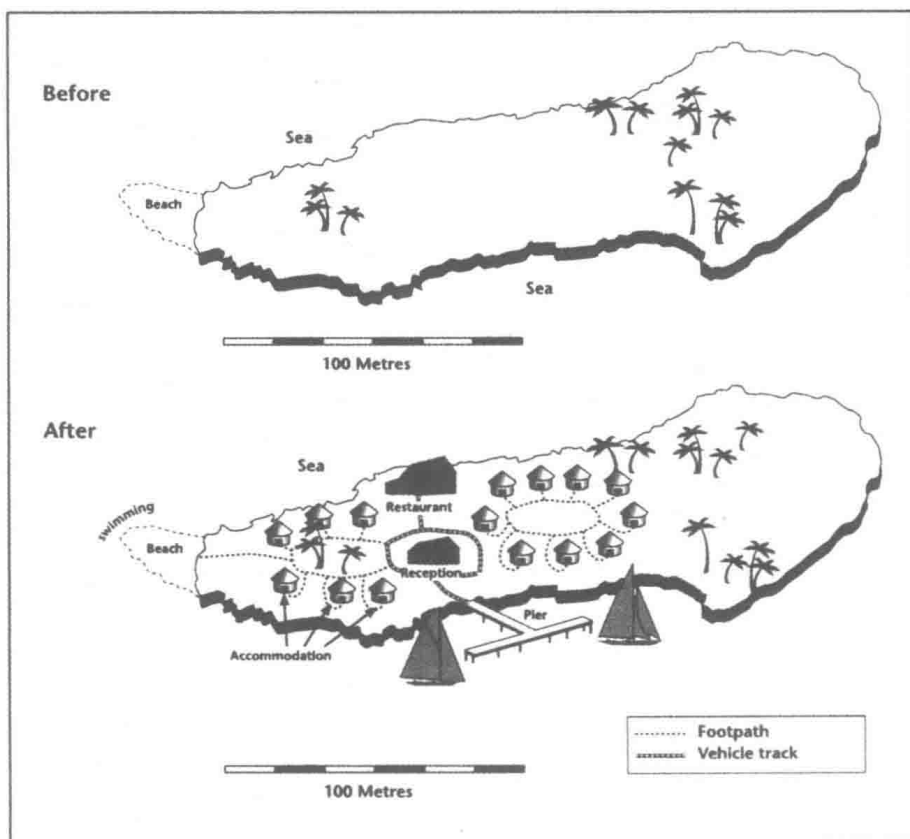 Before
Sea
Beach
Sea
100 Metres
After
Sea
swimming
Restaurant
Beach
Reception
Pier
Accommodation
Footpath
Vehicle track
100 Metres